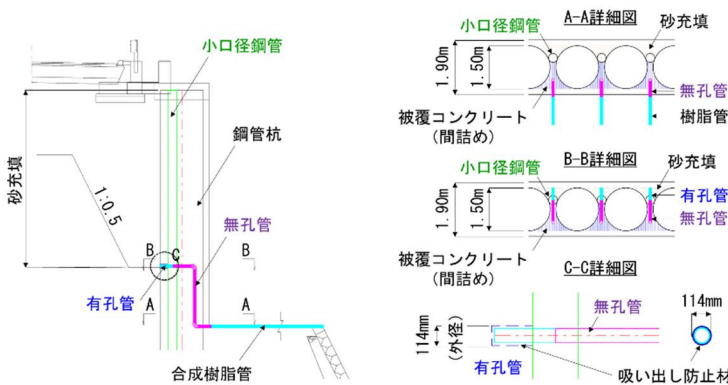 小口径鋼管
砂充填
鋼管杭
1:0.5
無孔管
B
C
B
A
A
有孔管
合成樹脂管
A-A詳細図
小口径鋼管
砂充填
1.90m
1.50m
無孔管
樹脂管
被覆コンクリート
(間詰め)
B-B詳細図
小口径鋼管
砂充填
有孔管
1.90m
1.50m
無孔管
被覆コンクリート
(間詰め)
C-C詳細図
114mm
無孔管
114mm
(外径)
有孔管
吸い出し防止材